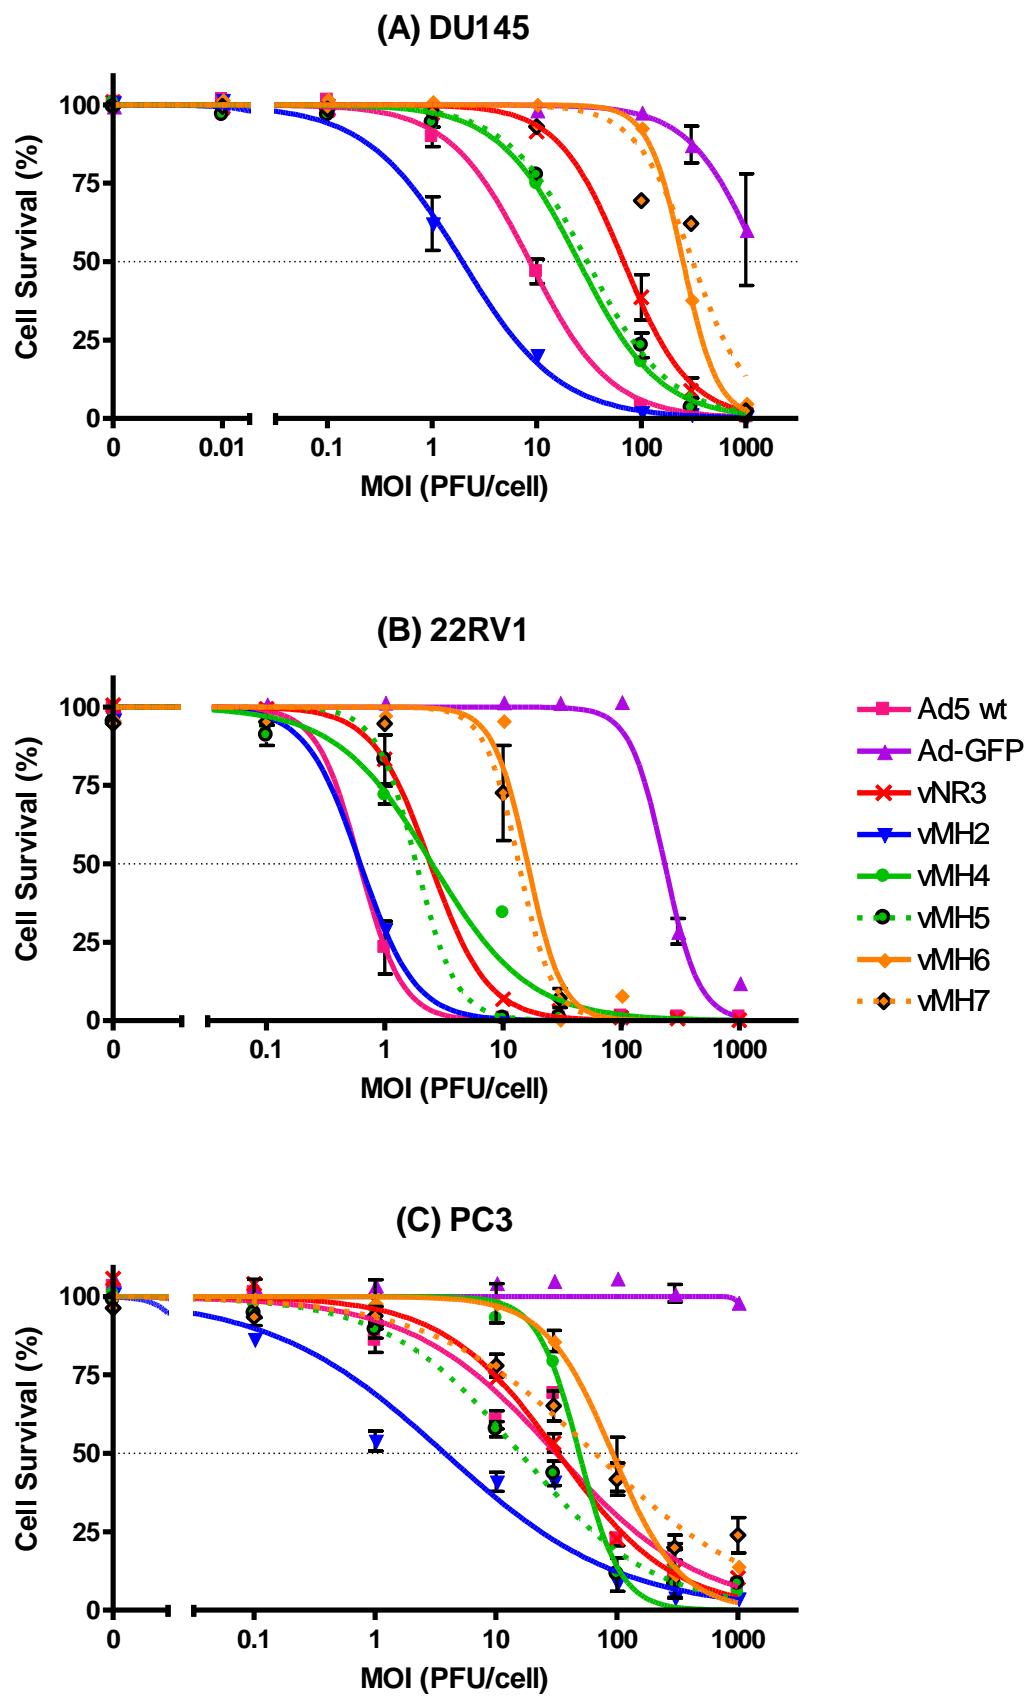 (A) DU145
Cell Survival (%)
100
75
50
25
0
0 0.01 0.1 1 10 100 1000
MOI (PFU/cell)
(B) 22RV1
Cell Survival (%)
100
75
50
25
0
0 0.1 1 10 100 1000
MOI (PFU/cell)
Ad5 wt
Ad-GFP
vNR3
vMH2
vMH4
vMH5
vMH6
vMH7
(C) PC3
Cell Survival (%)
100
75
50
25
0
0 0.1 1 10 100 1000
MOI (PFU/cell)